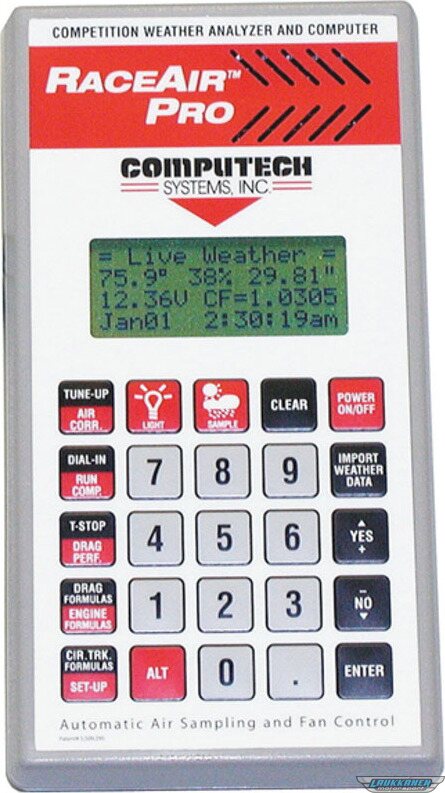 COMPETITION WEATHER ANALYZER AND COMPUTER
RACEAIR™
PRO
COMPUTECH
SYSTEMS, INC.
= Live Weather =
75.9° 38% 29.81"
12.36V CF=1.0305
Jan01 2:30:19am
TUNE-UP
AIR
CORR.
LIGHT
SAMPLE
CLEAR
POWER
ON/OFF
DIAL-IN
RUN
COMP.
7
8
9
IMPORT
WEATHER
DATA
T-STOP
DRAG
PERF.
4
5
6
YES
+
DRAG
FORMULAS
ENGINE
FORMULAS
1
2
3
−
NO
CIR.TRK.
FORMULAS
SET-UP
ALT
0
.
ENTER
Automatic Air Sampling and Fan Control
LAUKKANEN